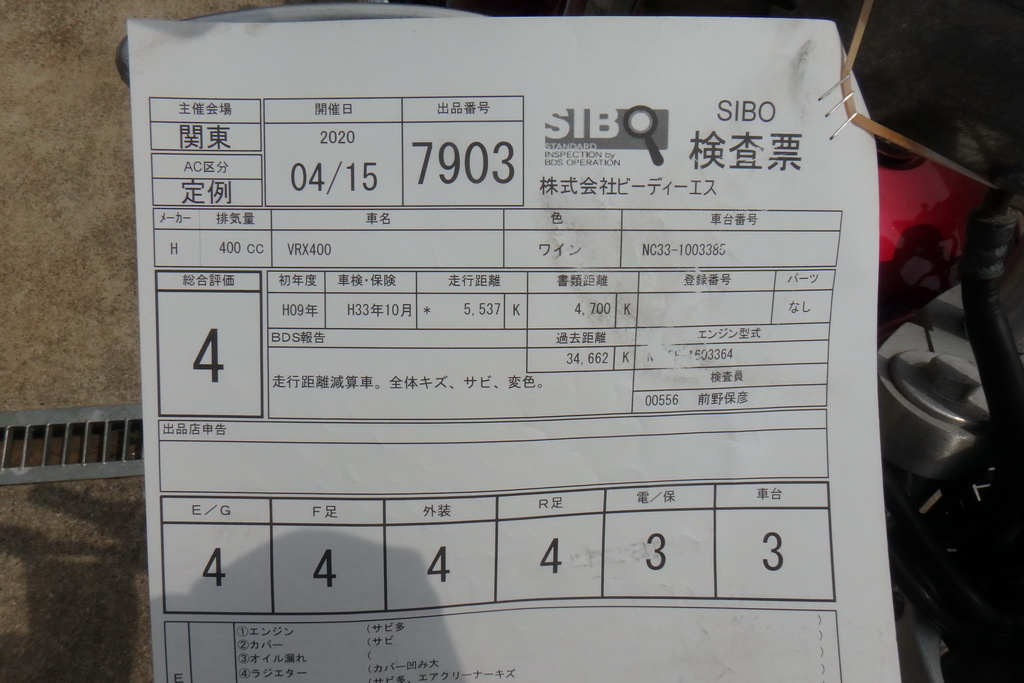 主催会場
関東
AC区分
定例
開催日
2020
04/15
出品番号
7903
SIBO
STANDARD
INSPECTION by
BDS OPERATION
SIBO
検査票
株式会社ビーディーエス
メーカー 排気量 車名 色 車台番号
H 400 CC VRX400 ワイン NC33-1003385
総合評価
4
初年度 車検・保険 走行距離 書類距離 登録番号 パーツ
H09年 H33年10月 * 5,537 K 4,700 K なし
BDS報告
走行距離減算車。全体キズ、サビ、変色。
過去距離
34,662 K
エンジン型式
1603364
検査員
00556 前野保彦
出品店申告
E/G F足 外装 R足 電/保 車台
4 4 4 4 3 3
E
①エンジン (サビ多 )
②カバー (サビ )
③オイル漏れ ( )
④ラジエター (カバー凹み大 )
(サビ多、エアクリーナーキズ